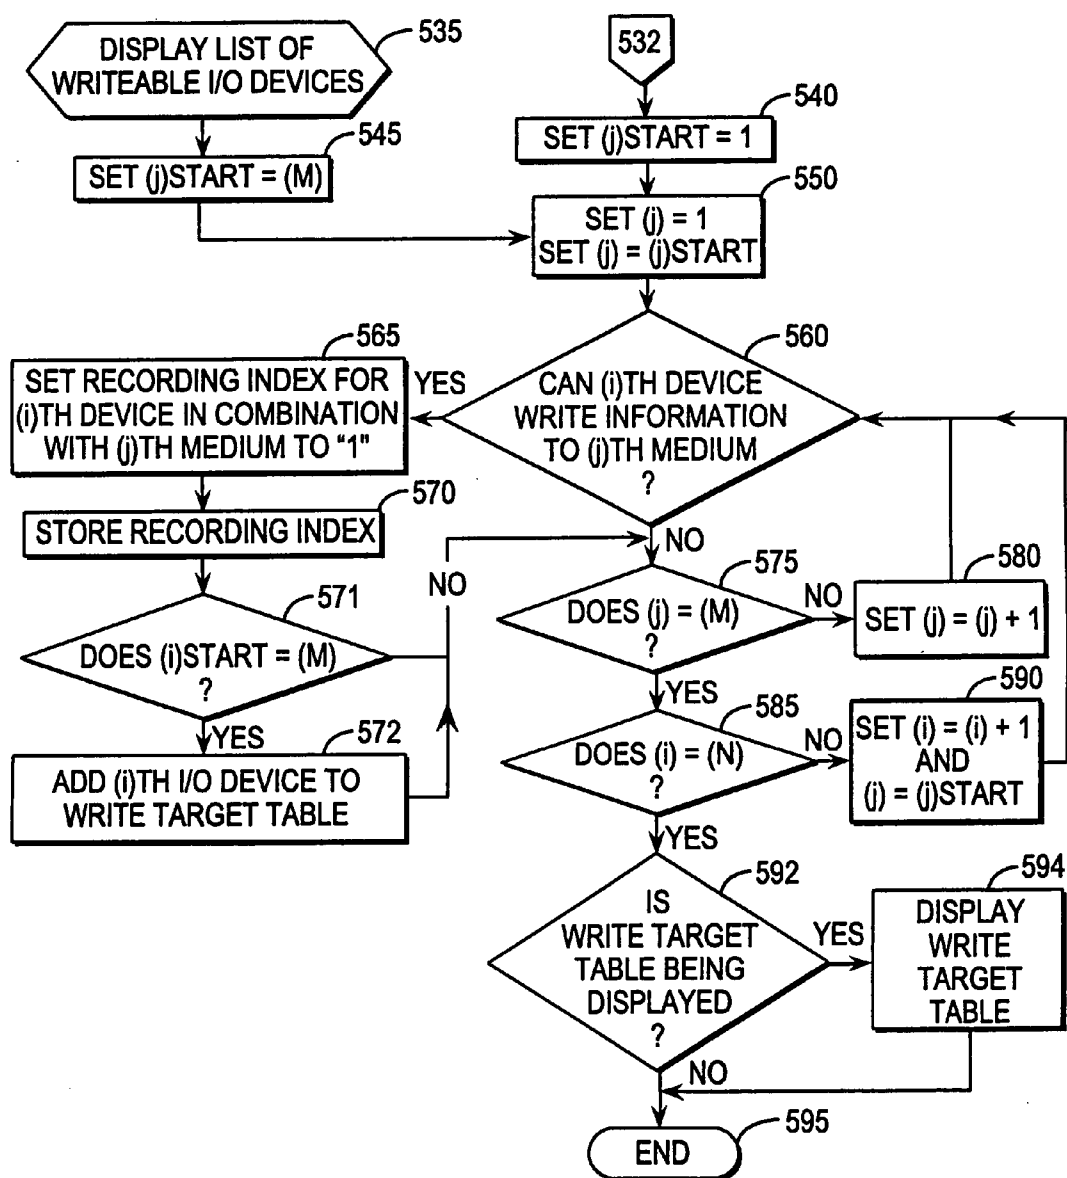 DISPLAY LIST OF
WRITEABLE I/O DEVICES
535
532
540
SET (j)START = 1
545
SET (j)START = (M)
550
SET (j) = 1
SET (j) = (j)START
560
CAN (i)TH DEVICE
WRITE INFORMATION
TO (j)TH MEDIUM
?
YES
NO
565
SET RECORDING INDEX FOR
(i)TH DEVICE IN COMBINATION
WITH (j)TH MEDIUM TO "1"
570
STORE RECORDING INDEX
571
DOES (i)START = (M)
?
NO
YES
572
ADD (i)TH I/O DEVICE TO
WRITE TARGET TABLE
575
DOES (j) = (M)
?
NO
YES
580
SET (j) = (j) + 1
585
DOES (i) = (N)
?
NO
YES
590
SET (i) = (i) + 1
AND
(j) = (j)START
592
IS
WRITE TARGET
TABLE BEING
DISPLAYED
?
YES
NO
594
DISPLAY
WRITE
TARGET
TABLE
END
595